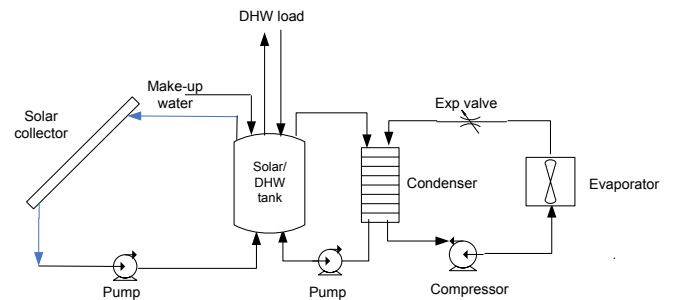 DHW load
Make-up
water
Solar
collector
Exp valve
Solar/
DHW
tank
Condenser
Evaporator
Pump
Pump
Compressor